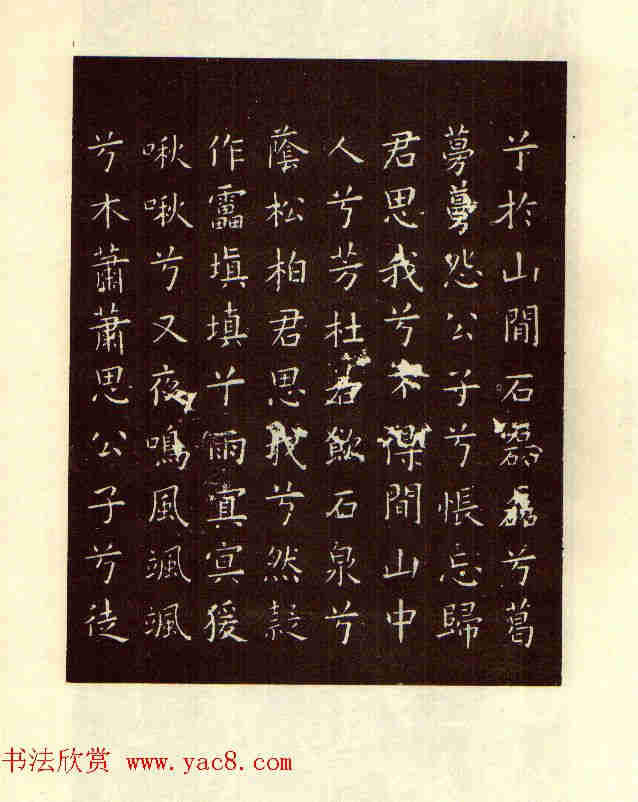 兮於山間石磊磊兮葛
蔓蔓怨公子兮悵忘歸
君思我兮不得間山中
人兮芳杜若飲石泉兮
蔭松柏君思我兮然疑
作靁填填兮雨冥冥猨
啾啾兮又夜鳴風颯颯
兮木蕭蕭思公子兮徒
书法欣赏 www.yac8.com